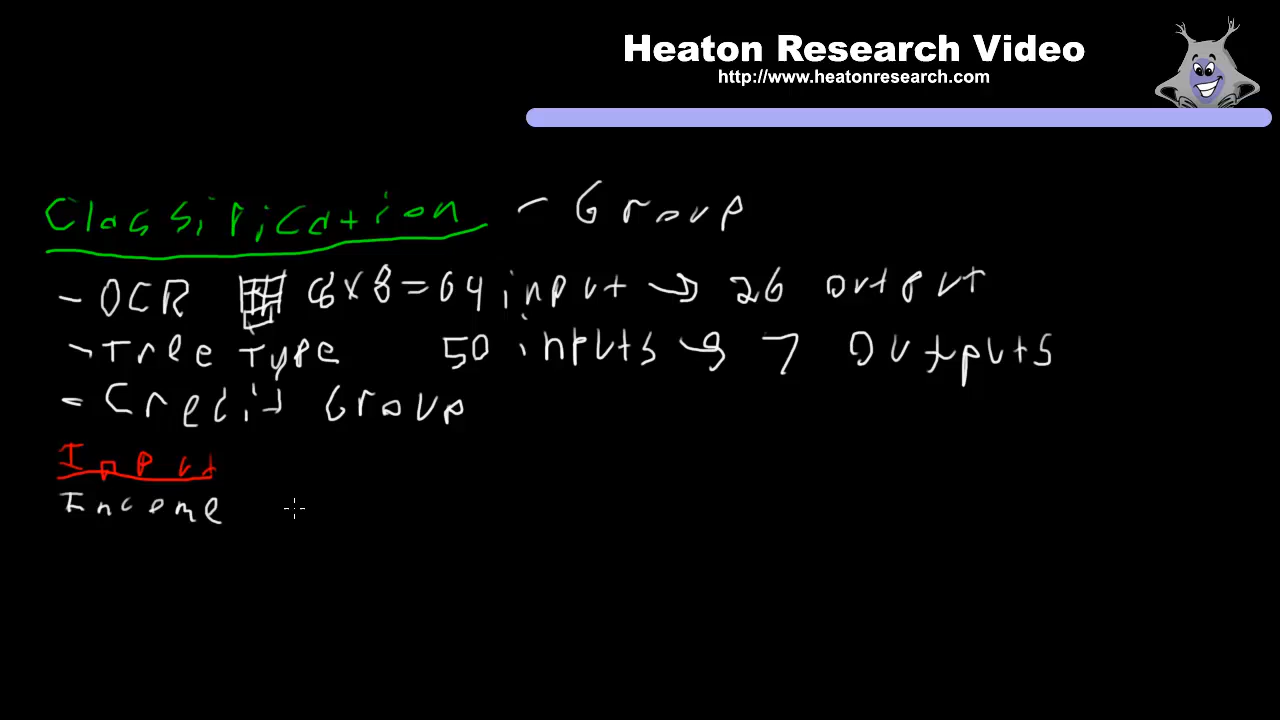 Heaton Research Video
http://www.heatonresearch.com
Classification - Group
- OCR 8x8=64 input → 26 output
- Tree Type 50 inputs → 7 Outputs
- Credit Group
Input
Income